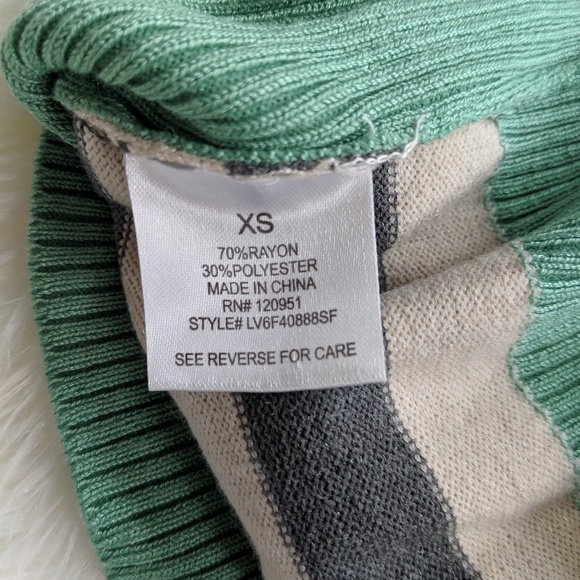 XS
70%RAYON
30%POLYESTER
MADE IN CHINA
RN# 120951
STYLE# LV6F40888SF
SEE REVERSE FOR CARE